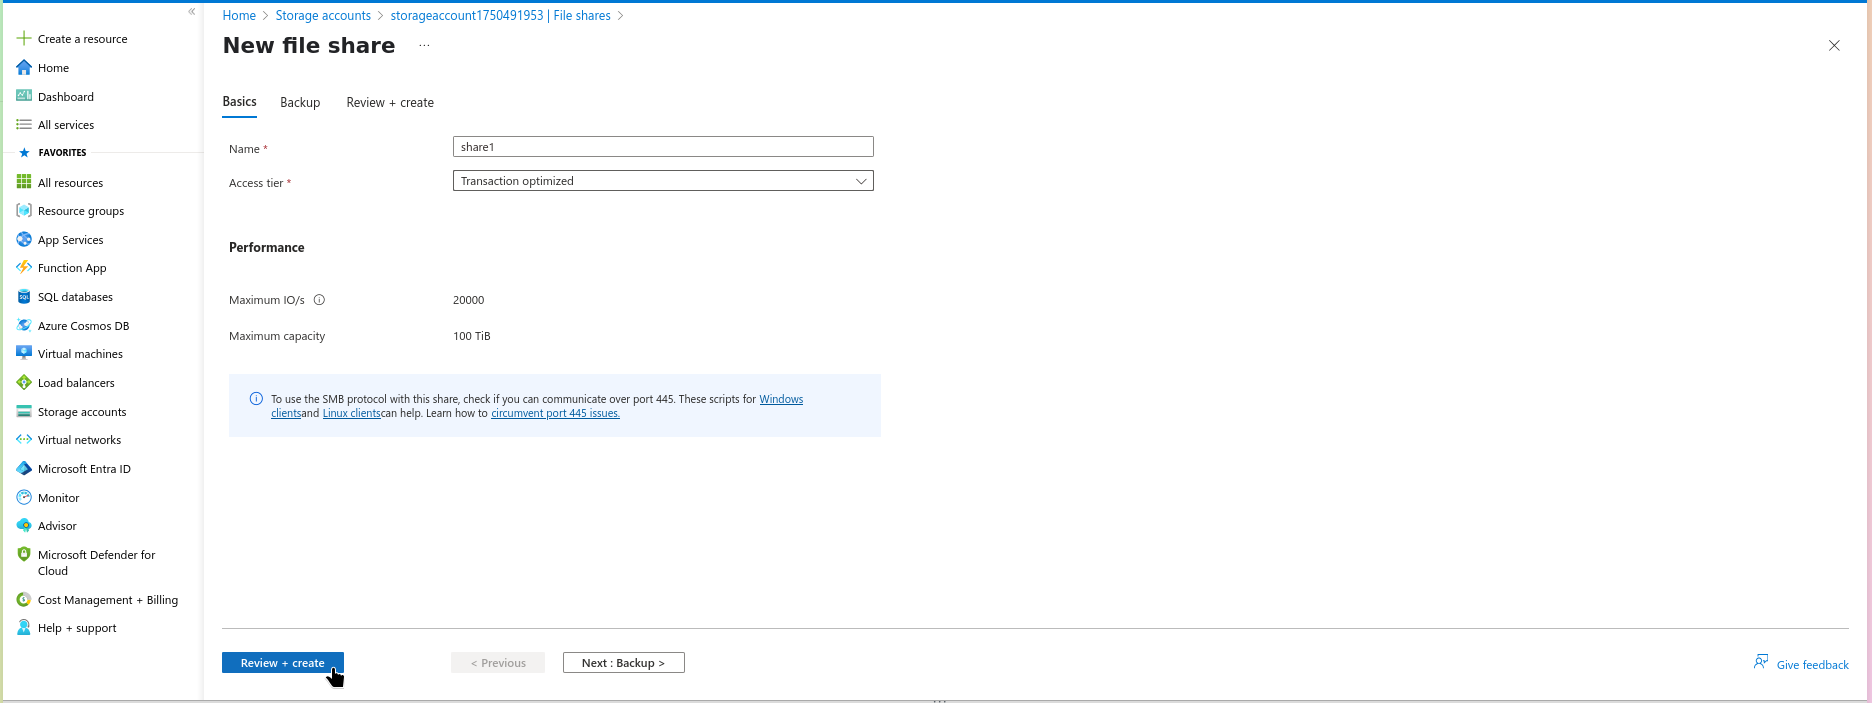 Home > Storage accounts > storageaccount1750491953 | File shares >
New file share ...
Create a resource
Home
Dashboard
All services
FAVORITES
All resources
Resource groups
App Services
Function App
SQL databases
Azure Cosmos DB
Virtual machines
Load balancers
Storage accounts
Virtual networks
Microsoft Entra ID
Monitor
Advisor
Microsoft Defender for
Cloud
Cost Management + Billing
Help + support
Basics Backup Review + create
Name * share1
Access tier * Transaction optimized
Performance
Maximum IO/s 20000
Maximum capacity 100 TiB
To use the SMB protocol with this share, check if you can communicate over port 445. These scripts for Windows
clientsand Linux clientscan help. Learn how to circumvent port 445 issues.
Review + create < Previous Next : Backup > Give feedback